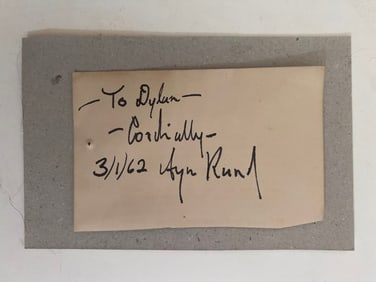 – To Dylan –
– Cordially –
3/1/62 Ayn Rand